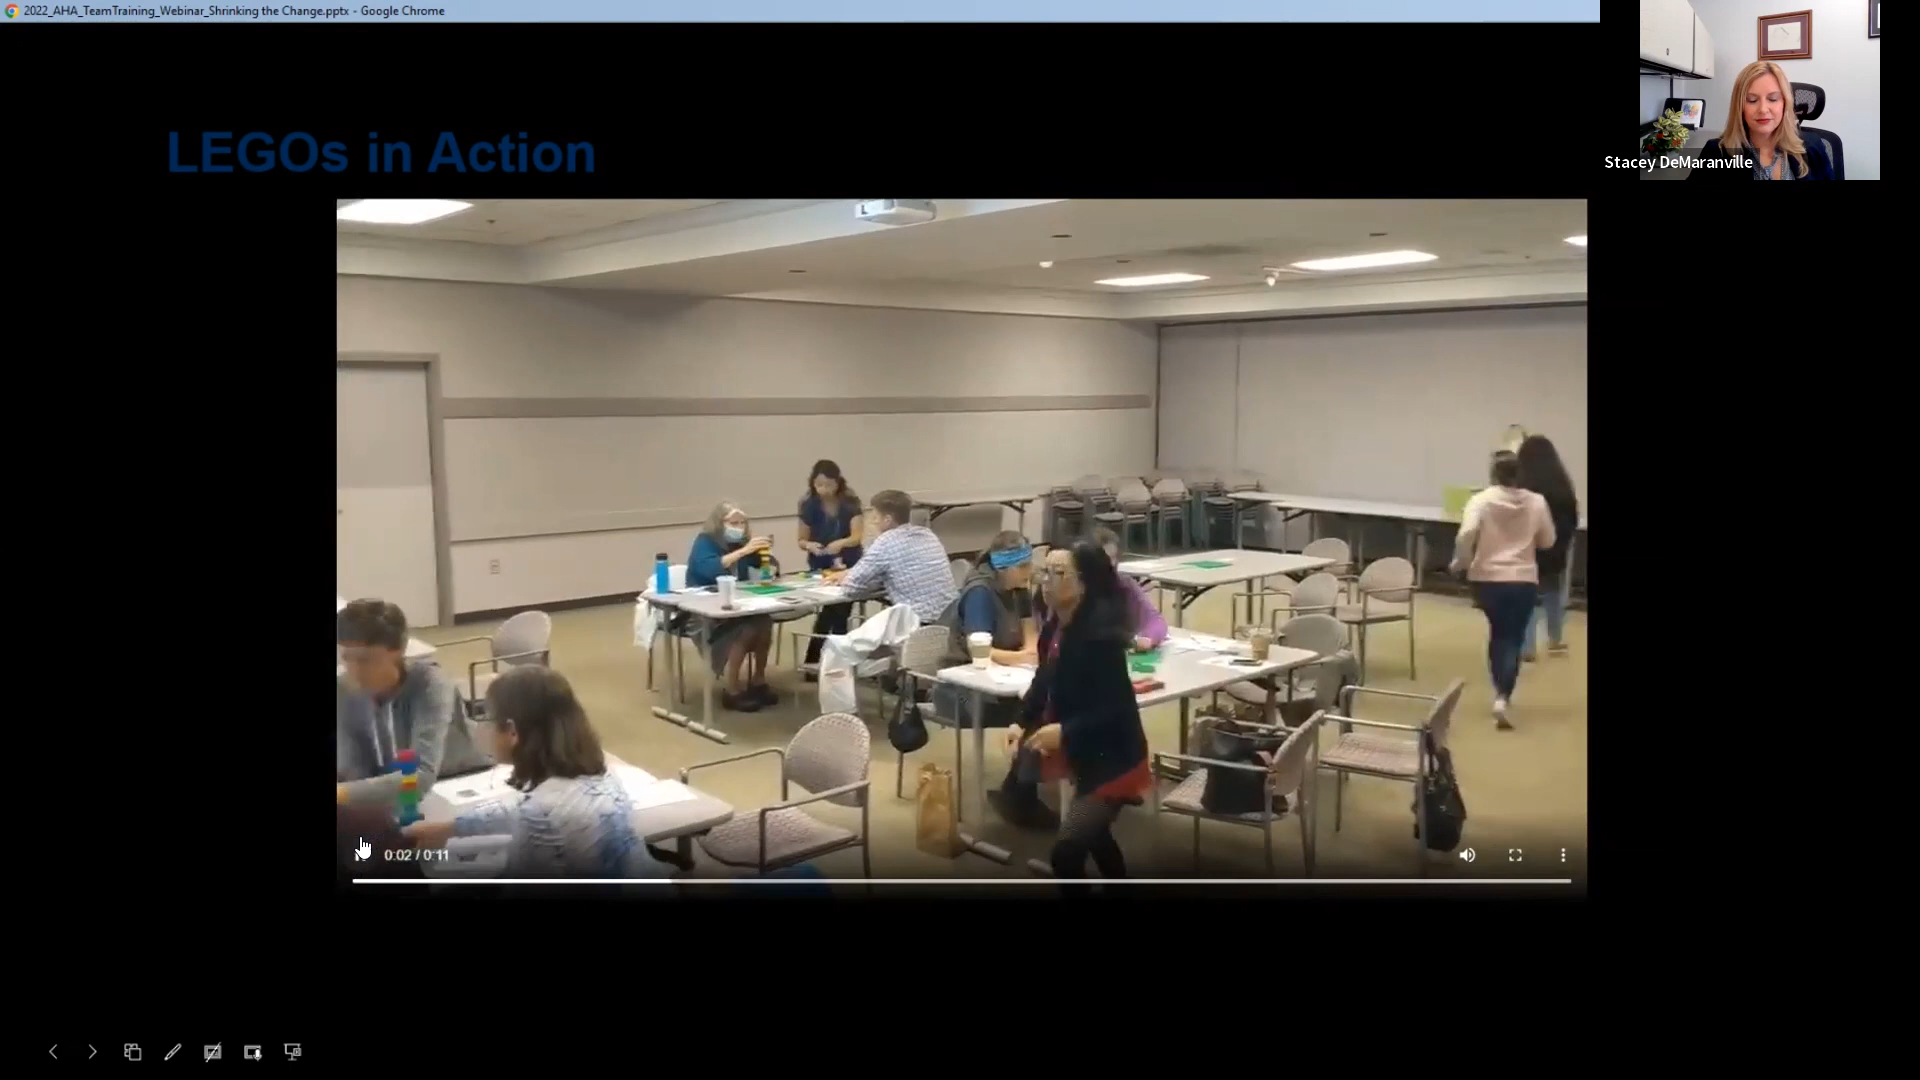 2022_AHA_TeamTraining_Webinar_Shrinking the Change.pptx - Google Chrome
Stacey DeMaranville
LEGOs in Action
0:02 / 0:11